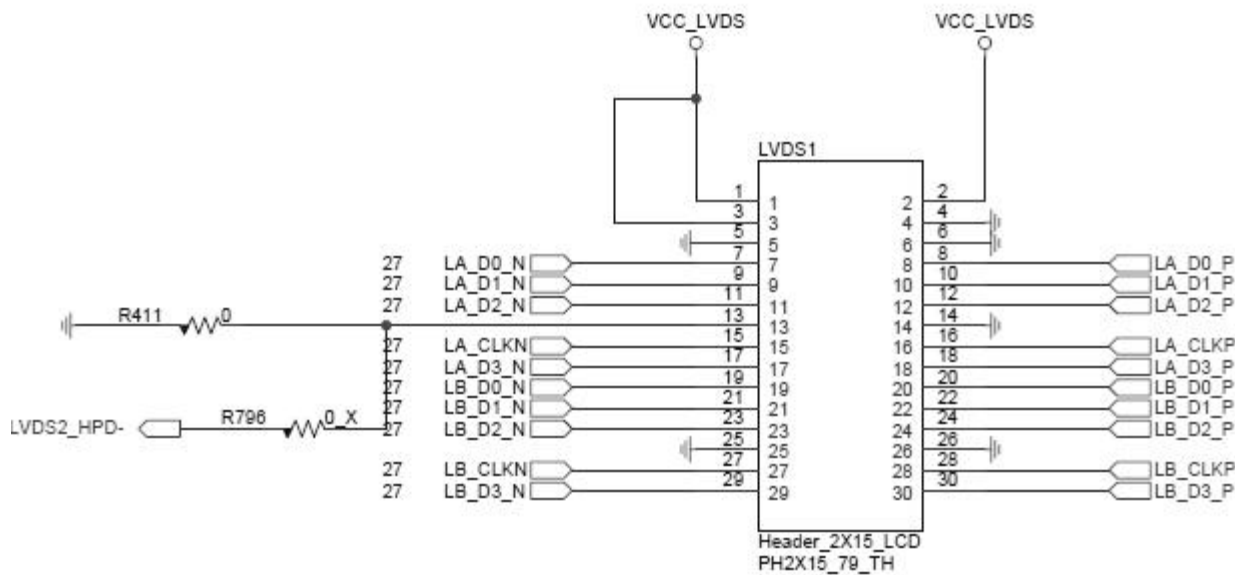 VCC_LVDS VCC_LVDS
LVDS1
1 1 2 2
3 3 4 4
5 5 6 6
27 LA_D0_N 7 7 8 8 LA_D0_P
27 LA_D1_N 9 9 10 10 LA_D1_P
27 LA_D2_N 11 11 12 12 LA_D2_P
R411 0 13 13 14 14
27 LA_CLKN 15 15 16 16 LA_CLKP
27 LA_D3_N 17 17 18 18 LA_D3_P
27 LB_D0_N 19 19 20 20 LB_D0_P
27 LB_D1_N 21 21 22 22 LB_D1_P
LVDS2_HPD- R796 0_X 27 LB_D2_N 23 23 24 24 LB_D2_P
25 25 26 26
27 LB_CLKN 27 27 28 28 LB_CLKP
27 LB_D3_N 29 29 30 30 LB_D3_P
Header_2X15_LCD
PH2X15_79_TH